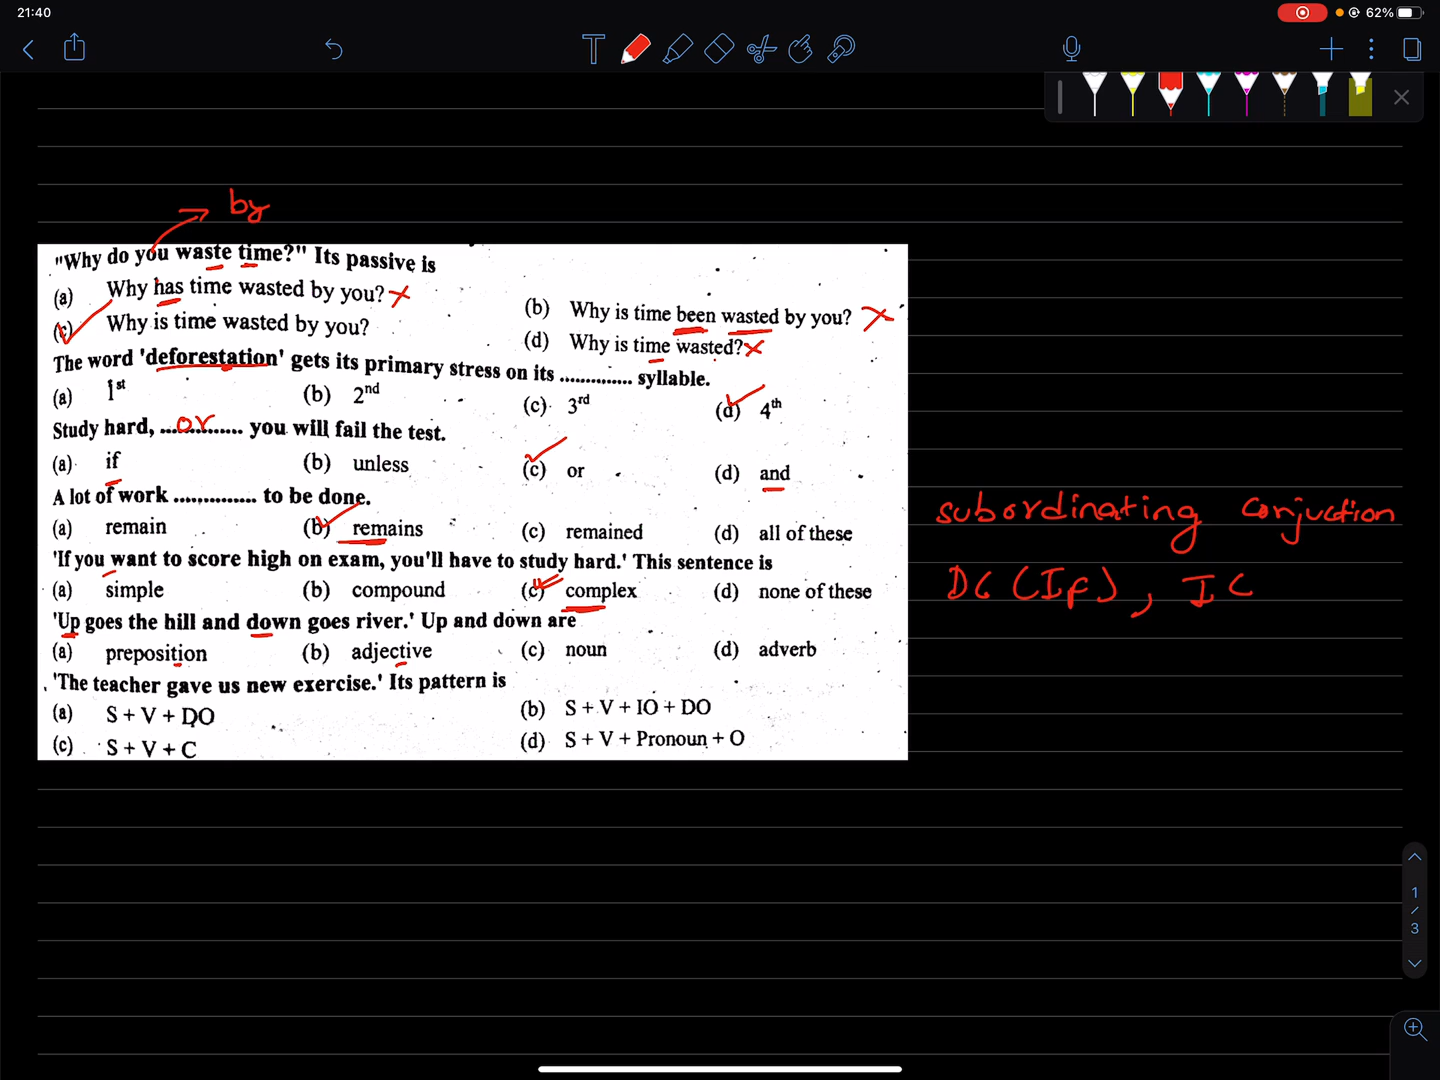 21:40
62%
by
"Why do you waste time?" Its passive is
(a) Why has time wasted by you?
(b) Why is time been wasted by you?
(c) Why is time wasted by you?
(d) Why is time wasted?
The word 'deforestation' gets its primary stress on its .............. syllable.
(a) 1st (b) 2nd (c) 3rd (d) 4th
Study hard, ...or......... you will fail the test.
(a) if (b) unless (c) or (d) and
A lot of work .............. to be done.
(a) remain (b) remains (c) remained (d) all of these
'If you want to score high on exam, you'll have to study hard.' This sentence is
(a) simple (b) compound (c) complex (d) none of these
'Up goes the hill and down goes river.' Up and down are
(a) preposition (b) adjective (c) noun (d) adverb
'The teacher gave us new exercise.' Its pattern is
(a) S + V + DO (b) S + V + IO + DO
(c) S + V + C (d) S + V + Pronoun + O
subordinating conjuction
DC (If), IC
1
/
3